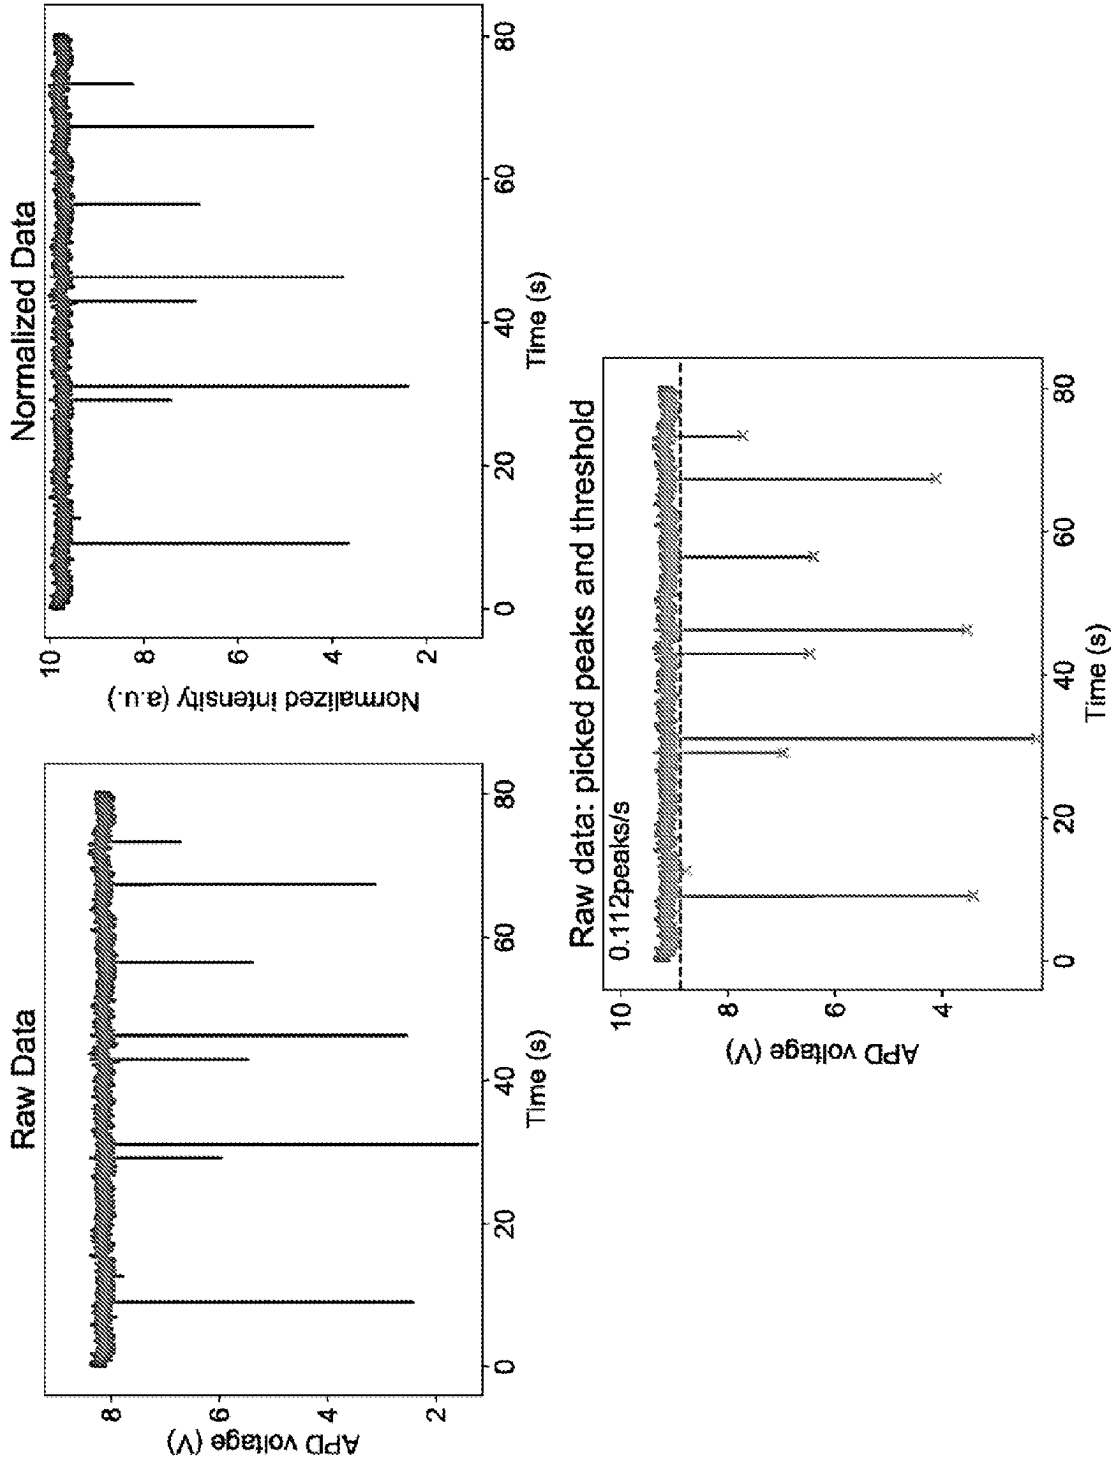 Raw Data
8
6
4
2
APD voltage (V)
0
20
40
60
80
Time (s)
Normalized Data
10
8
6
4
2
Normalized intensity (a.u.)
0
20
40
60
80
Time (s)
Raw data: picked peaks and threshold
0.112peaks/s
10
8
6
4
APD voltage (V)
0
20
40
60
80
Time (s)